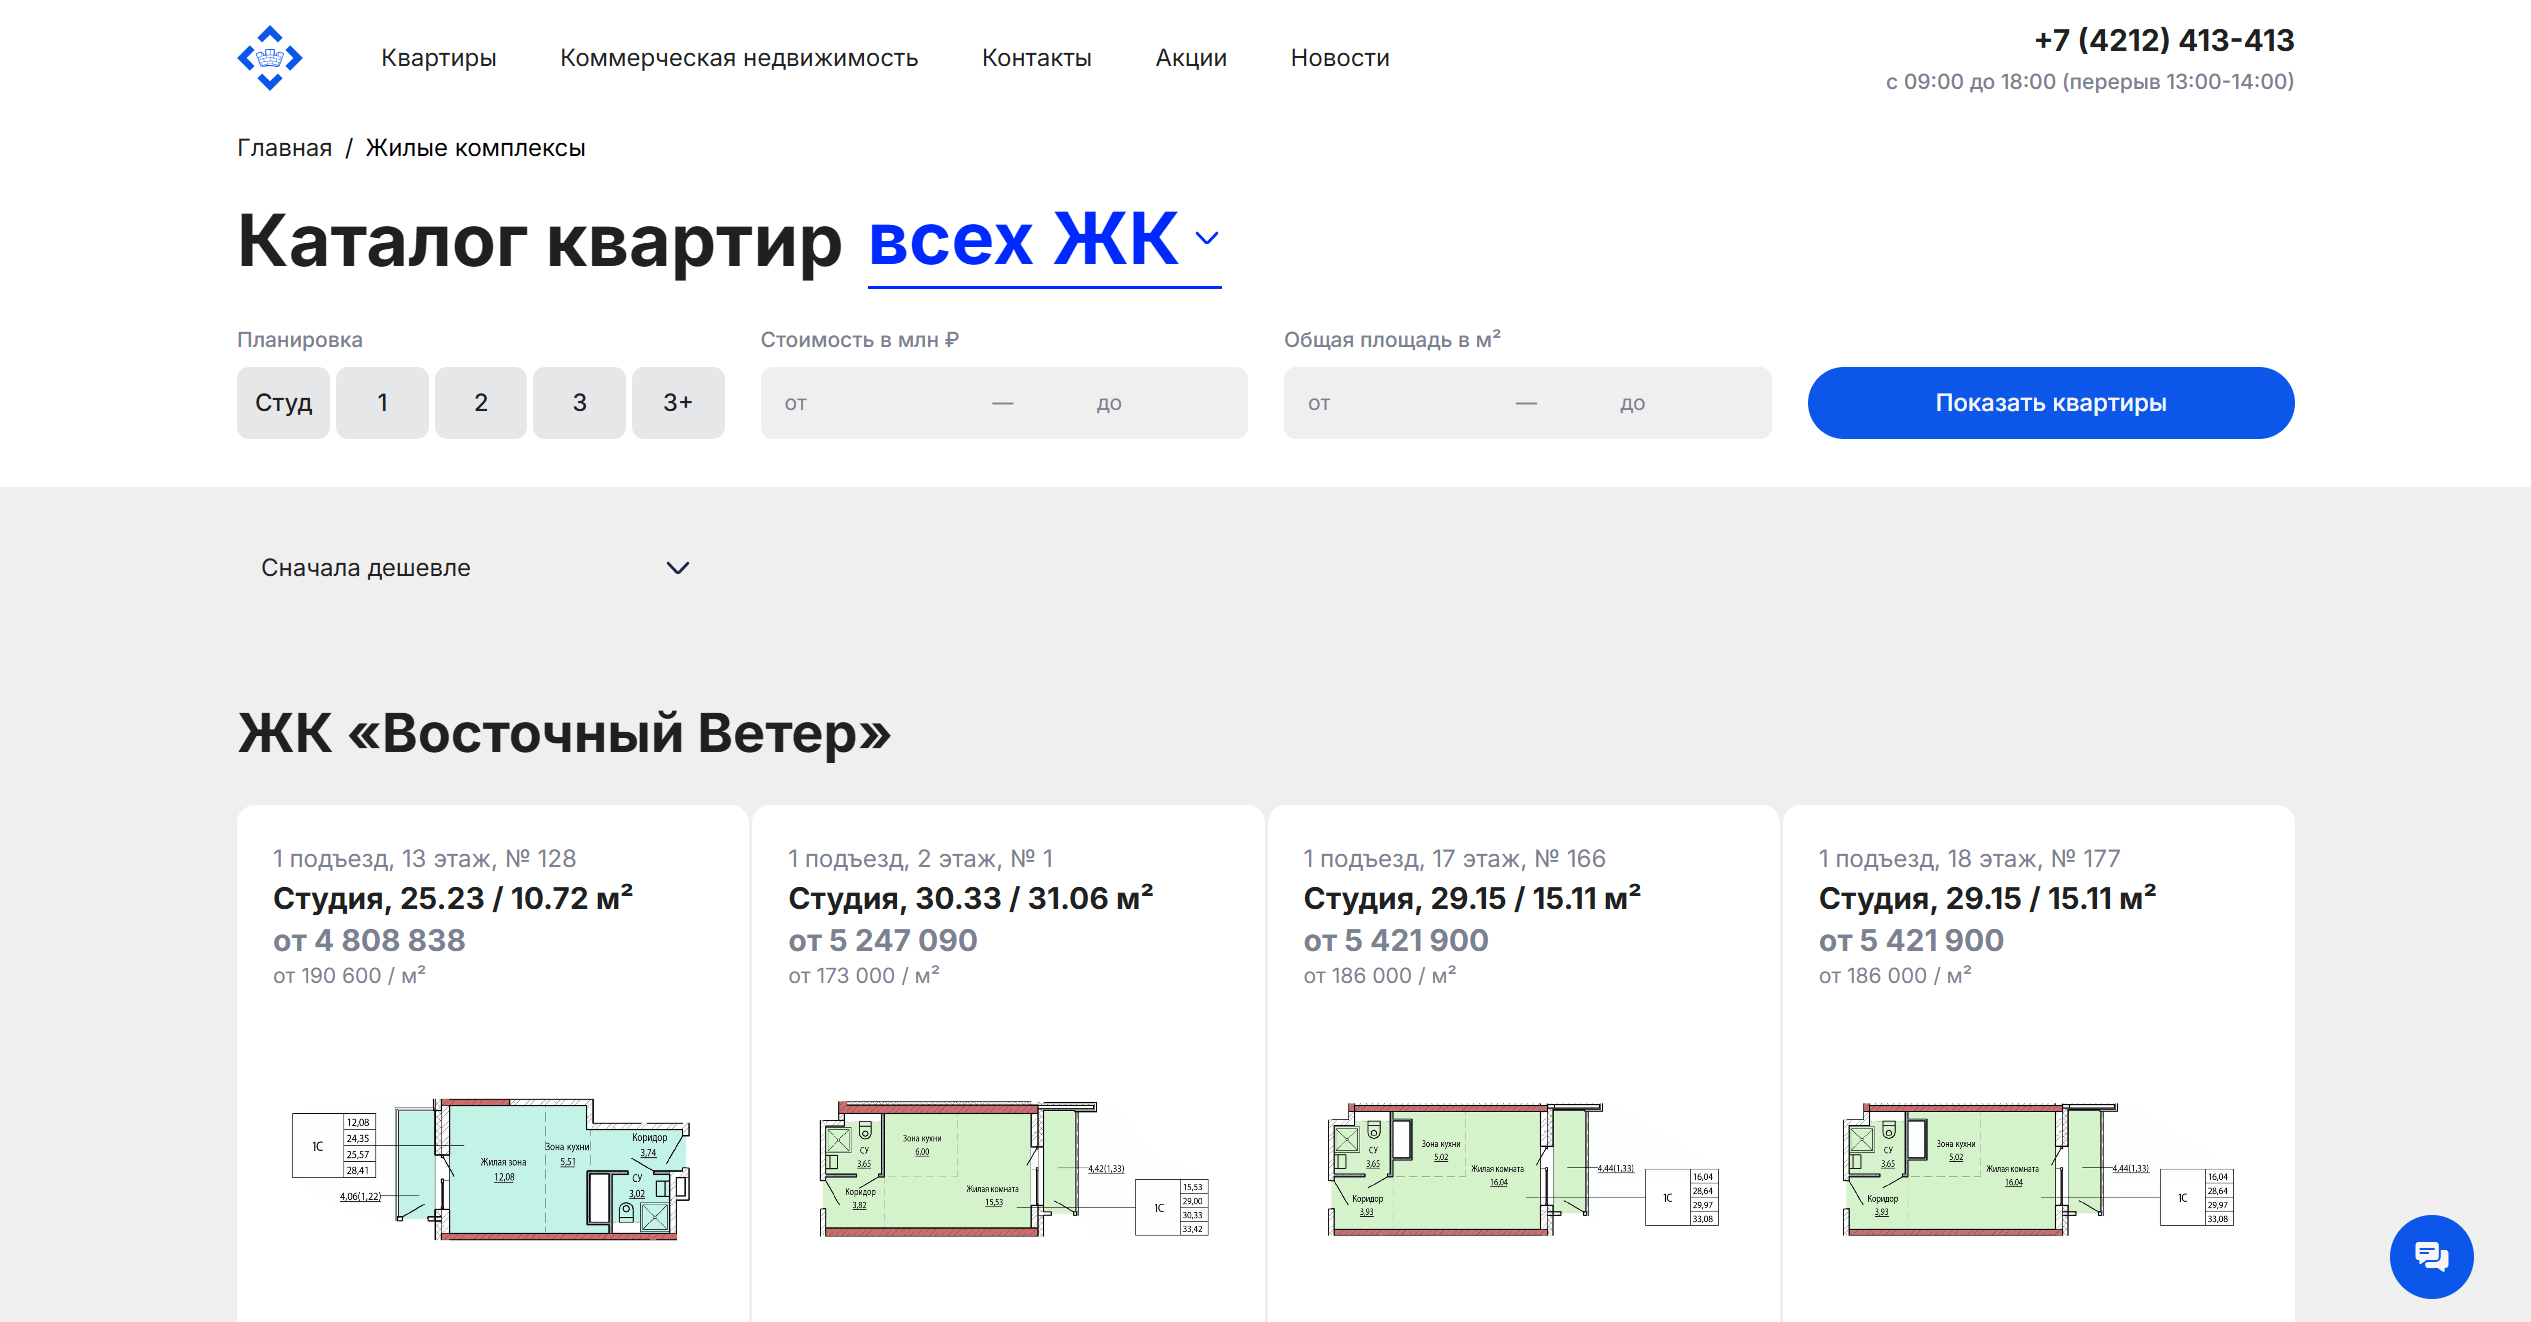 Квартиры Коммерческая недвижимость Контакты Акции Новости
+7 (4212) 413-413
с 09:00 до 18:00 (перерыв 13:00-14:00)
Главная / Жилые комплексы
Каталог квартир всех ЖК
Планировка
Студ 1 2 3 3+
Стоимость в млн ₽
от — до
Общая площадь в м²
от — до
Показать квартиры
Сначала дешевле
ЖК «Восточный Ветер»
1 подъезд, 13 этаж, № 128
Студия, 25.23 / 10.72 м²
от 4 808 838
от 190 600 / м²
1С
12,08
24,35
25,57
28,41
4,06(1,22)
Жилая зона
12,08
Зона кухни
5,51
Коридор
3,74
СУ
3,02
1 подъезд, 2 этаж, № 1
Студия, 30.33 / 31.06 м²
от 5 247 090
от 173 000 / м²
СУ
3,65
Зона кухни
6,00
Коридор
3,82
Жилая комната
15,53
4,42(1,33)
1С
15,53
29,00
30,33
33,42
1 подъезд, 17 этаж, № 166
Студия, 29.15 / 15.11 м²
от 5 421 900
от 186 000 / м²
СУ
3,65
Зона кухни
5,02
Жилая комната
16,04
Коридор
3,93
4,44(1,33)
1С
16,04
28,64
29,97
33,08
1 подъезд, 18 этаж, № 177
Студия, 29.15 / 15.11 м²
от 5 421 900
от 186 000 / м²
СУ
3,65
Зона кухни
5,02
Жилая комната
16,04
Коридор
3,93
4,44(1,33)
1С
16,04
28,64
29,97
33,08